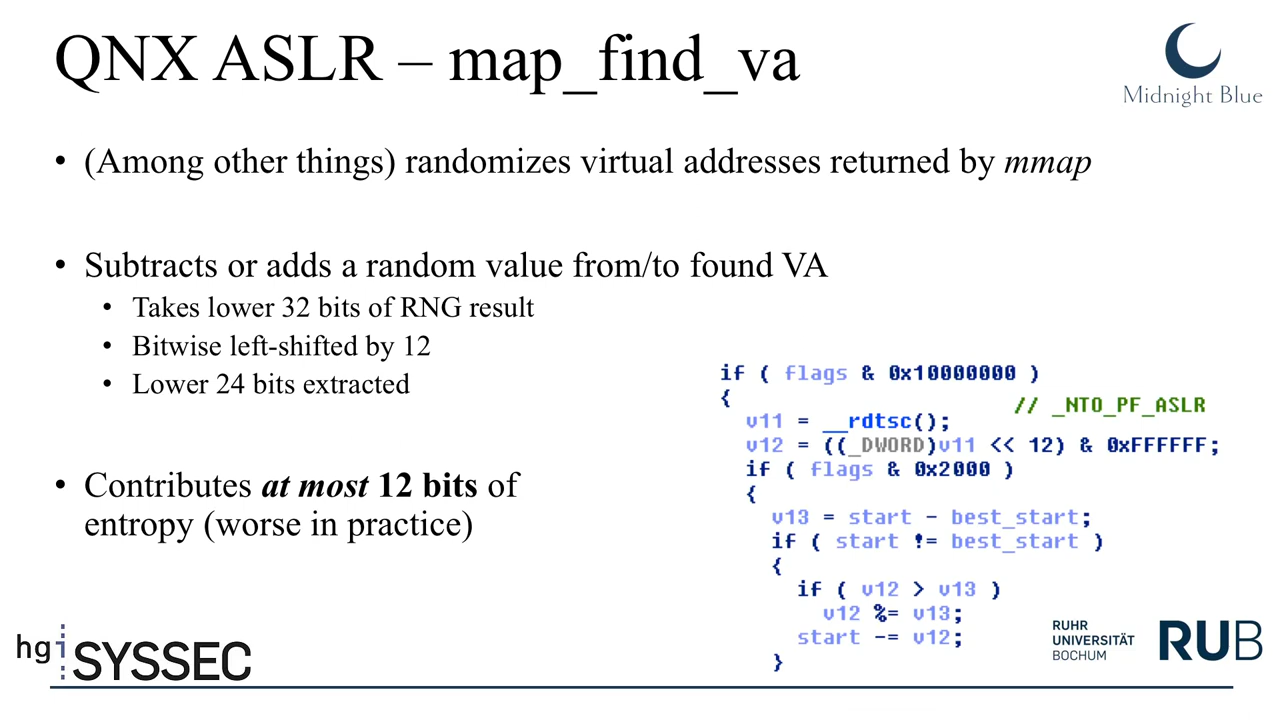 QNX ASLR – map_find_va
Midnight Blue
• (Among other things) randomizes virtual addresses returned by mmap
• Subtracts or adds a random value from/to found VA
• Takes lower 32 bits of RNG result
• Bitwise left-shifted by 12
• Lower 24 bits extracted
• Contributes at most 12 bits of
entropy (worse in practice)
if ( flags & 0x10000000 )
{ // _NTO_PF_ASLR
v11 = __rdtsc();
v12 = ((_DWORD)v11 << 12) & 0xFFFFFF;
if ( flags & 0x2000 )
{
v13 = start - best_start;
if ( start != best_start )
{
if ( v12 > v13 )
v12 %= v13;
start -= v12;
}
hgi SYSSEC
RUHR
UNIVERSITÄT
BOCHUM
RUB